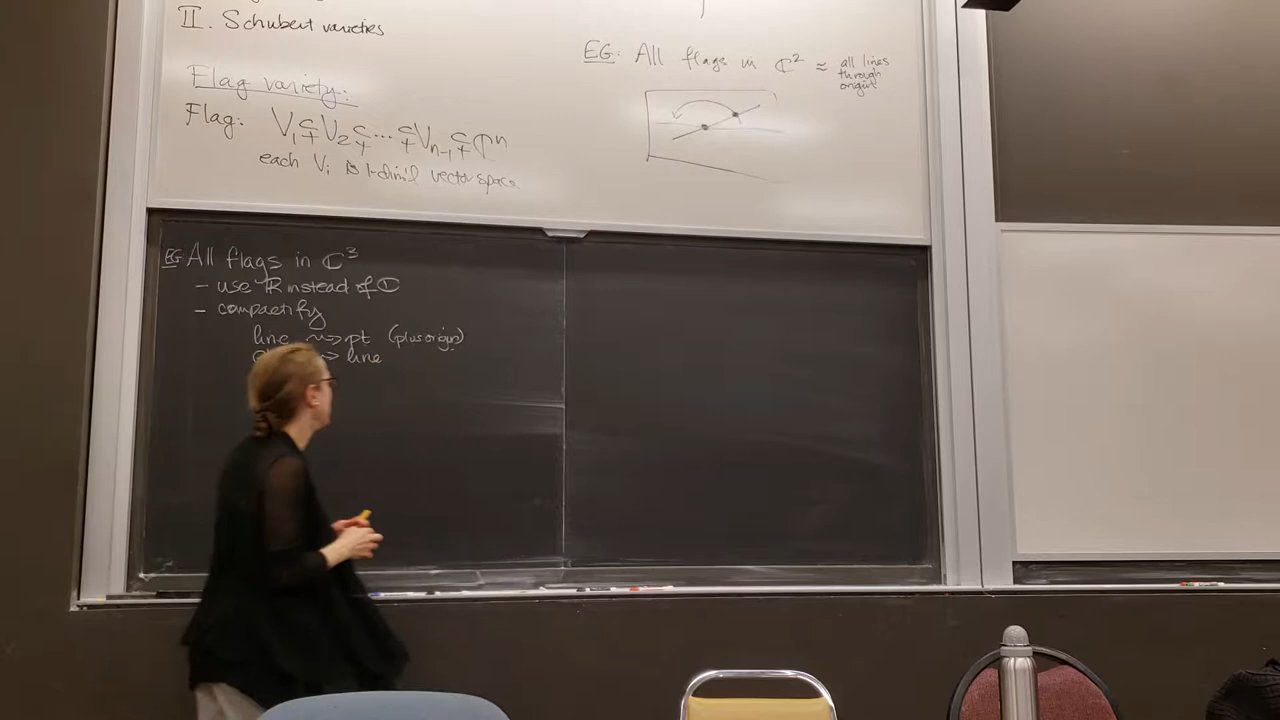 II. Schubert varieties
Flag variety:
Flag: V₁ ⊊ V₂ ⊊ ... ⊊ Vₙ₋₁ ⊊ ℂⁿ
each Vᵢ is i-dim'l vector space.
EG: All flags in ℂ² ≈ all lines
through
origin
EG All flags in ℂ³
- use ℝ instead of ℂ
- compactify
line ⇝ pt (plus origin)
line